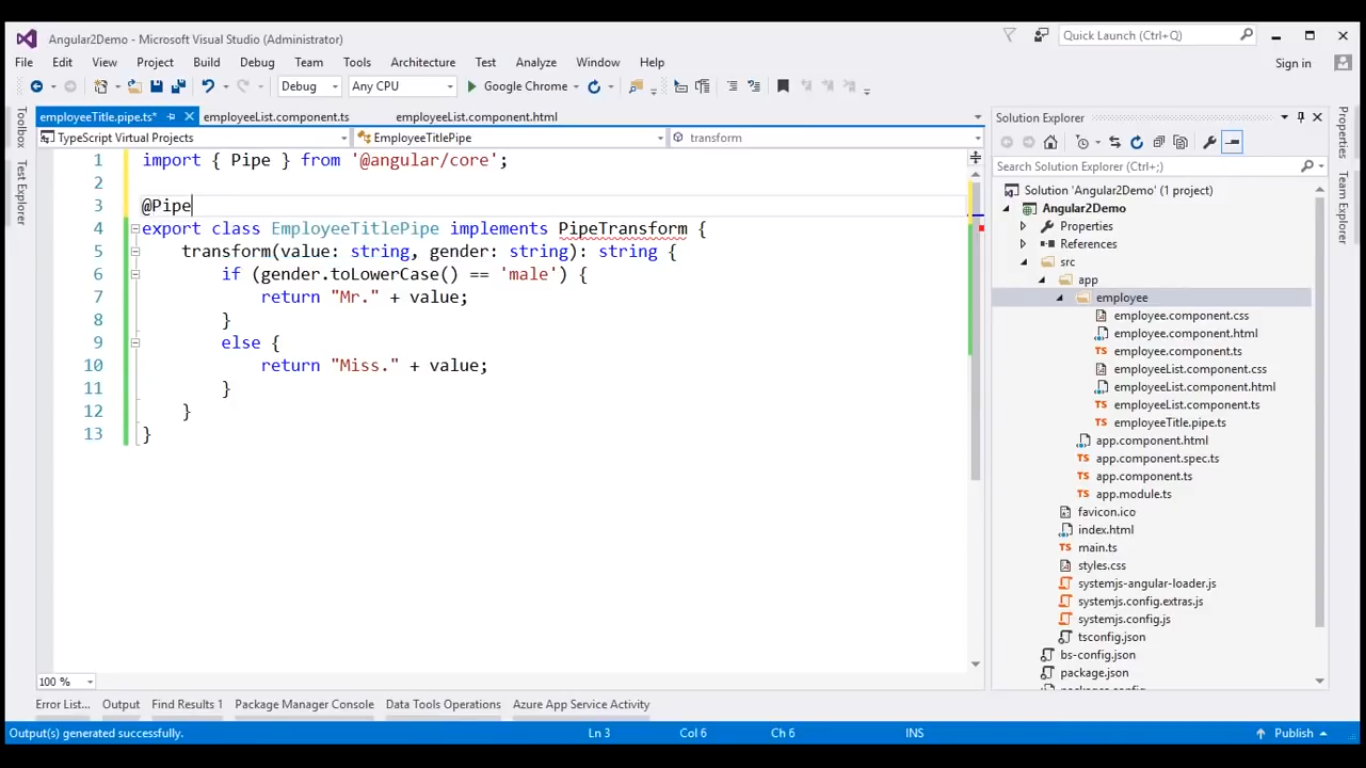 Angular2Demo - Microsoft Visual Studio (Administrator)
Quick Launch (Ctrl+Q)
File Edit View Project Build Debug Team Tools Architecture Test Analyze Window Help
Sign in
Debug Any CPU Google Chrome
employeeTitle.pipe.ts* employeeList.component.ts employeeList.component.html
TypeScript Virtual Projects EmployeeTitlePipe transform
Toolbox
Test Explorer
1 import { Pipe } from '@angular/core';
2
3 @Pipe
4 export class EmployeeTitlePipe implements PipeTransform {
5 transform(value: string, gender: string): string {
6 if (gender.toLowerCase() == 'male') {
7 return "Mr." + value;
8 }
9 else {
10 return "Miss." + value;
11 }
12 }
13 }
100 %
Solution Explorer
Search Solution Explorer (Ctrl+;)
Solution 'Angular2Demo' (1 project)
Angular2Demo
Properties
References
src
app
employee
employee.component.css
employee.component.html
TS employee.component.ts
employeeList.component.css
employeeList.component.html
TS employeeList.component.ts
TS employeeTitle.pipe.ts
app.component.html
TS app.component.spec.ts
TS app.component.ts
TS app.module.ts
favicon.ico
index.html
TS main.ts
styles.css
systemjs-angular-loader.js
systemjs.config.extras.js
systemjs.config.js
tsconfig.json
bs-config.json
package.json
Properties
Team Explorer
Error List... Output Find Results 1 Package Manager Console Data Tools Operations Azure App Service Activity
Output(s) generated successfully. Ln 3 Col 6 Ch 6 INS Publish